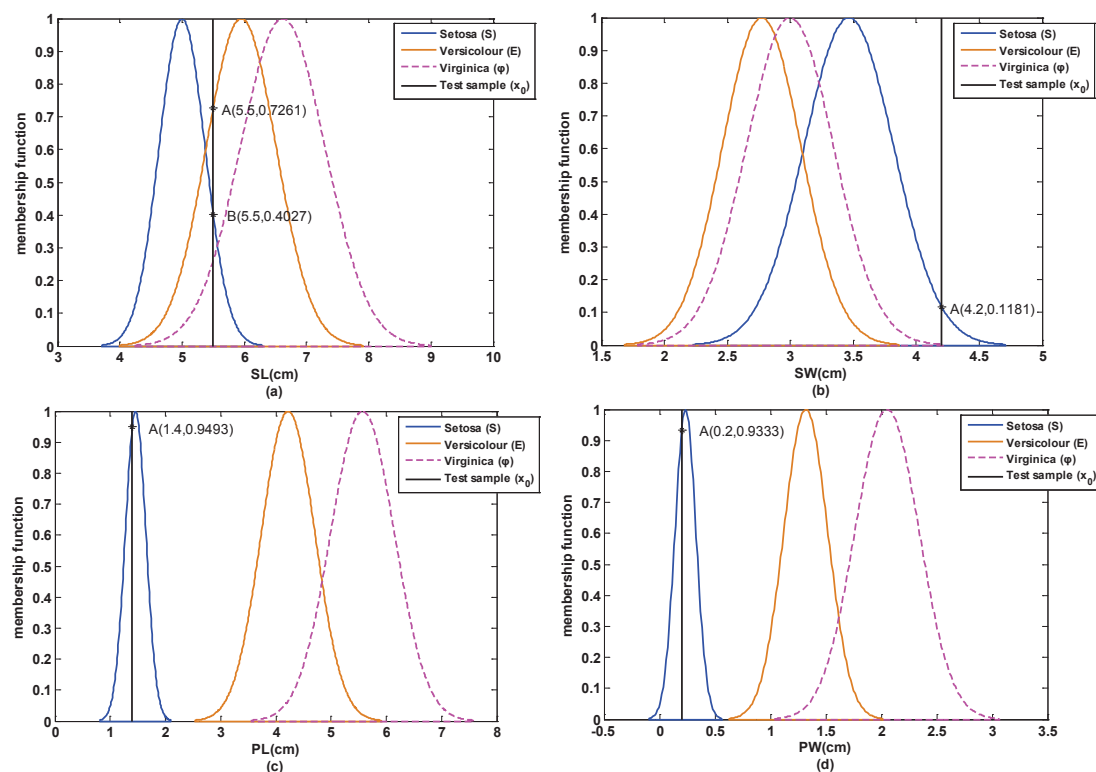 1
0.9
0.8
0.7
0.6
0.5
0.4
0.3
0.2
0.1
0
membership function
3 4 5 6 7 8 9 10
SL(cm)
(a)
Setosa (S)
Versicolour (E)
Virginica (φ)
Test sample (x₀)
A(5.5,0.7261)
B(5.5,0.4027)
1
0.9
0.8
0.7
0.6
0.5
0.4
0.3
0.2
0.1
0
membership function
1.5 2 2.5 3 3.5 4 4.5 5
SW(cm)
(b)
Setosa (S)
Versicolour (E)
Virginica (φ)
Test sample (x₀)
A(4.2,0.1181)
1
0.9
0.8
0.7
0.6
0.5
0.4
0.3
0.2
0.1
0
membership function
0 1 2 3 4 5 6 7 8
PL(cm)
(c)
A(1.4,0.9493)
Setosa (S)
Versicolour (E)
Virginica (φ)
Test sample (x₀)
1
0.9
0.8
0.7
0.6
0.5
0.4
0.3
0.2
0.1
0
membership function
-0.5 0 0.5 1 1.5 2 2.5 3 3.5
PW(cm)
(d)
A(0.2,0.9333)
Setosa (S)
Versicolour (E)
Virginica (φ)
Test sample (x₀)